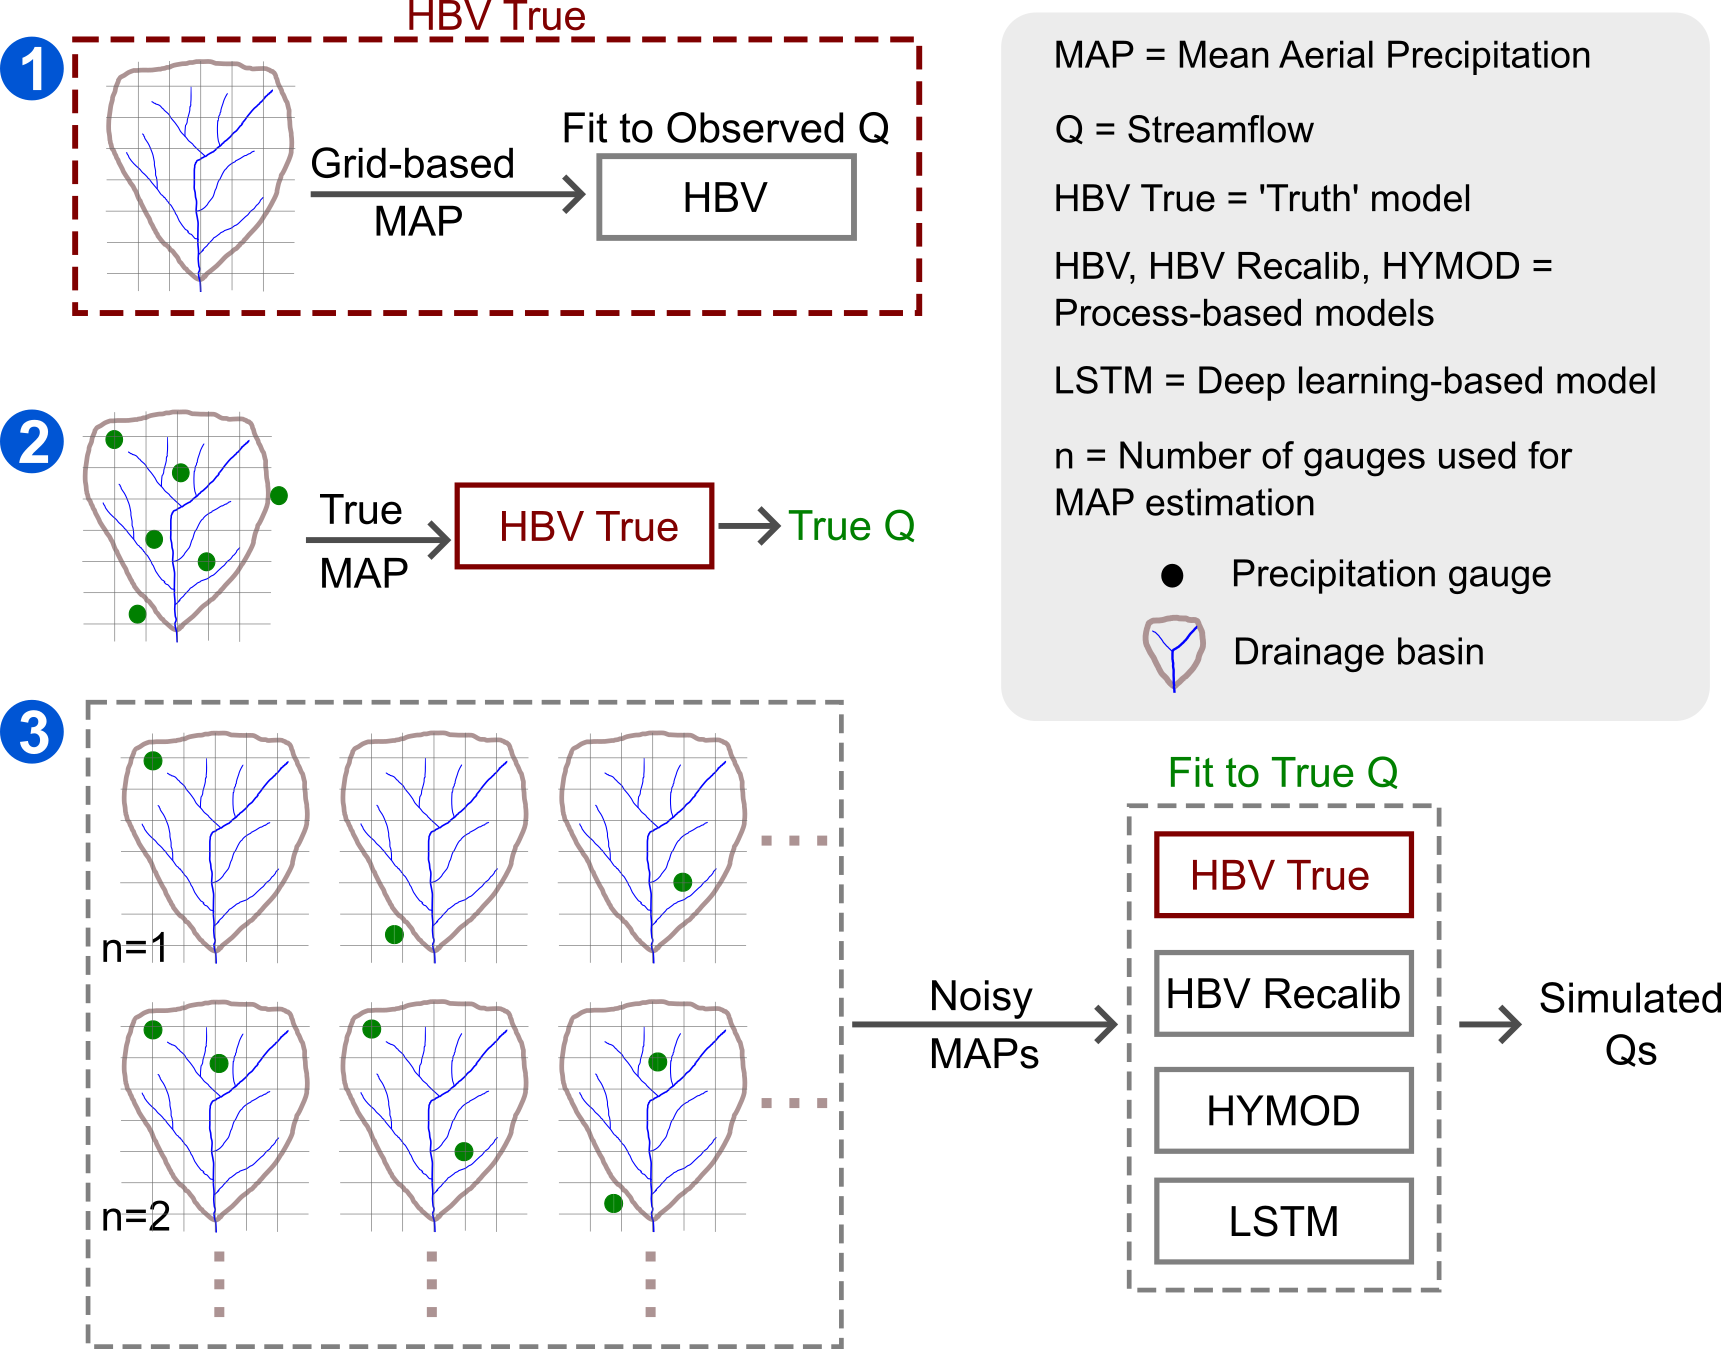 HBV True
1
Grid-based
MAP
Fit to Observed Q
HBV
MAP = Mean Aerial Precipitation
Q = Streamflow
HBV True = 'Truth' model
HBV, HBV Recalib, HYMOD =
Process-based models
LSTM = Deep learning-based model
n = Number of gauges used for
MAP estimation
Precipitation gauge
Drainage basin
2
True
MAP
HBV True
True Q
3
n=1
n=2
Noisy
MAPs
Fit to True Q
HBV True
HBV Recalib
HYMOD
LSTM
Simulated
Qs